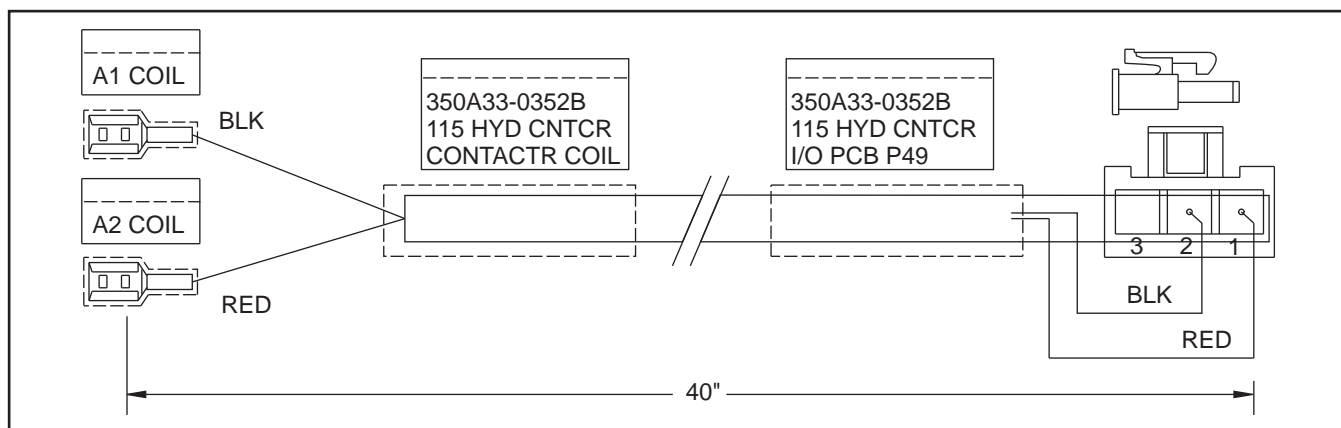 A1 COIL
BLK
350A33-0352B
115 HYD CNTCR
CONTACTR COIL
350A33-0352B
115 HYD CNTCR
I/O PCB P49
A2 COIL
RED
3 2 1
BLK
RED
40"